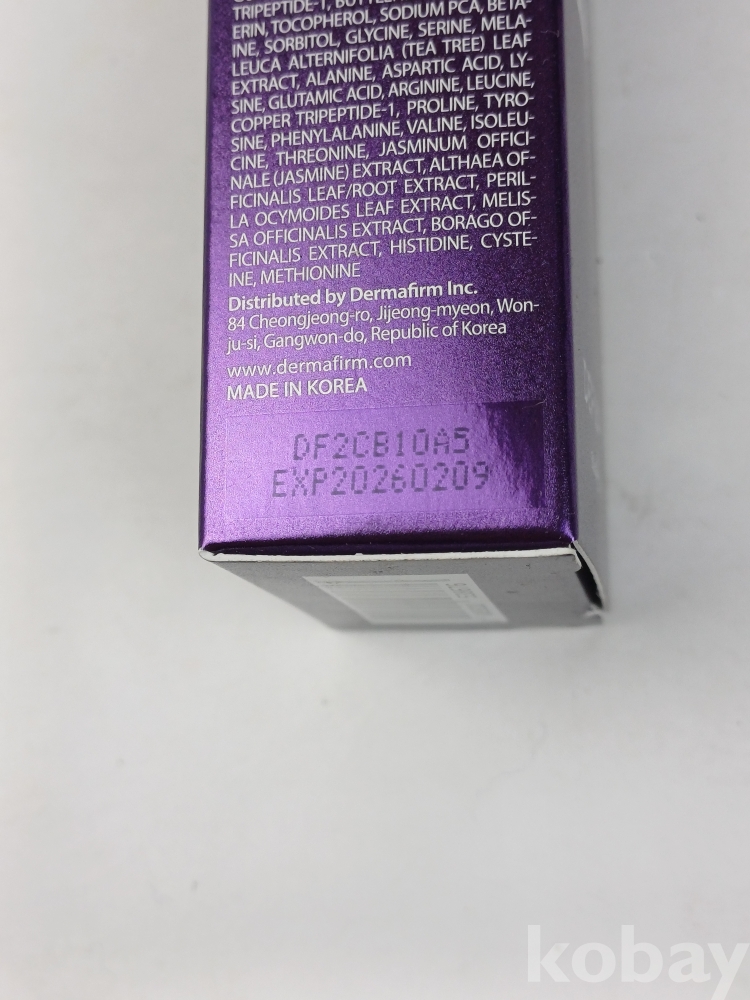 TRIPEPTIDE-1,
ERIN, TOCOPHEROL, SODIUM PCA, BETA-
INE, SORBITOL, GLYCINE, SERINE, MELA-
LEUCA ALTERNIFOLIA (TEA TREE) LEAF
EXTRACT, ALANINE, ASPARTIC ACID, LY-
SINE, GLUTAMIC ACID, ARGININE, LEUCINE,
COPPER TRIPEPTIDE-1, PROLINE, TYRO-
SINE, PHENYLALANINE, VALINE, ISOLEU-
CINE, THREONINE, JASMINUM OFFICI-
NALE (JASMINE) EXTRACT, ALTHAEA OF-
FICINALIS LEAF/ROOT EXTRACT, PERIL-
LA OCYMOIDES LEAF EXTRACT, MELIS-
SA OFFICINALIS EXTRACT, BORAGO OF-
FICINALIS EXTRACT, HISTIDINE, CYSTE-
INE, METHIONINE
Distributed by Dermafirm Inc.
84 Cheongjeong-ro, Jijeong-myeon, Won-
ju-si, Gangwon-do, Republic of Korea
www.dermafirm.com
MADE IN KOREA
DF2CB10A5
EXP20260209
kobay